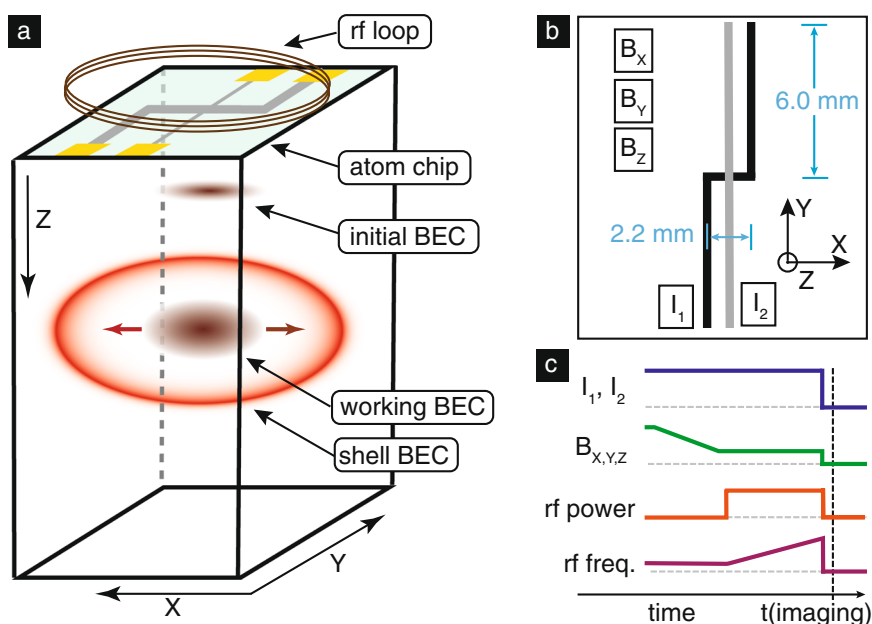 a
rf loop
atom chip
Z
initial BEC
working BEC
shell BEC
Y
X
b
B_X
B_Y
B_Z
6.0 mm
2.2 mm
Y
X
Z
I_1
I_2
c
I_1, I_2
B_X,Y,Z
rf power
rf freq.
time
t(imaging)